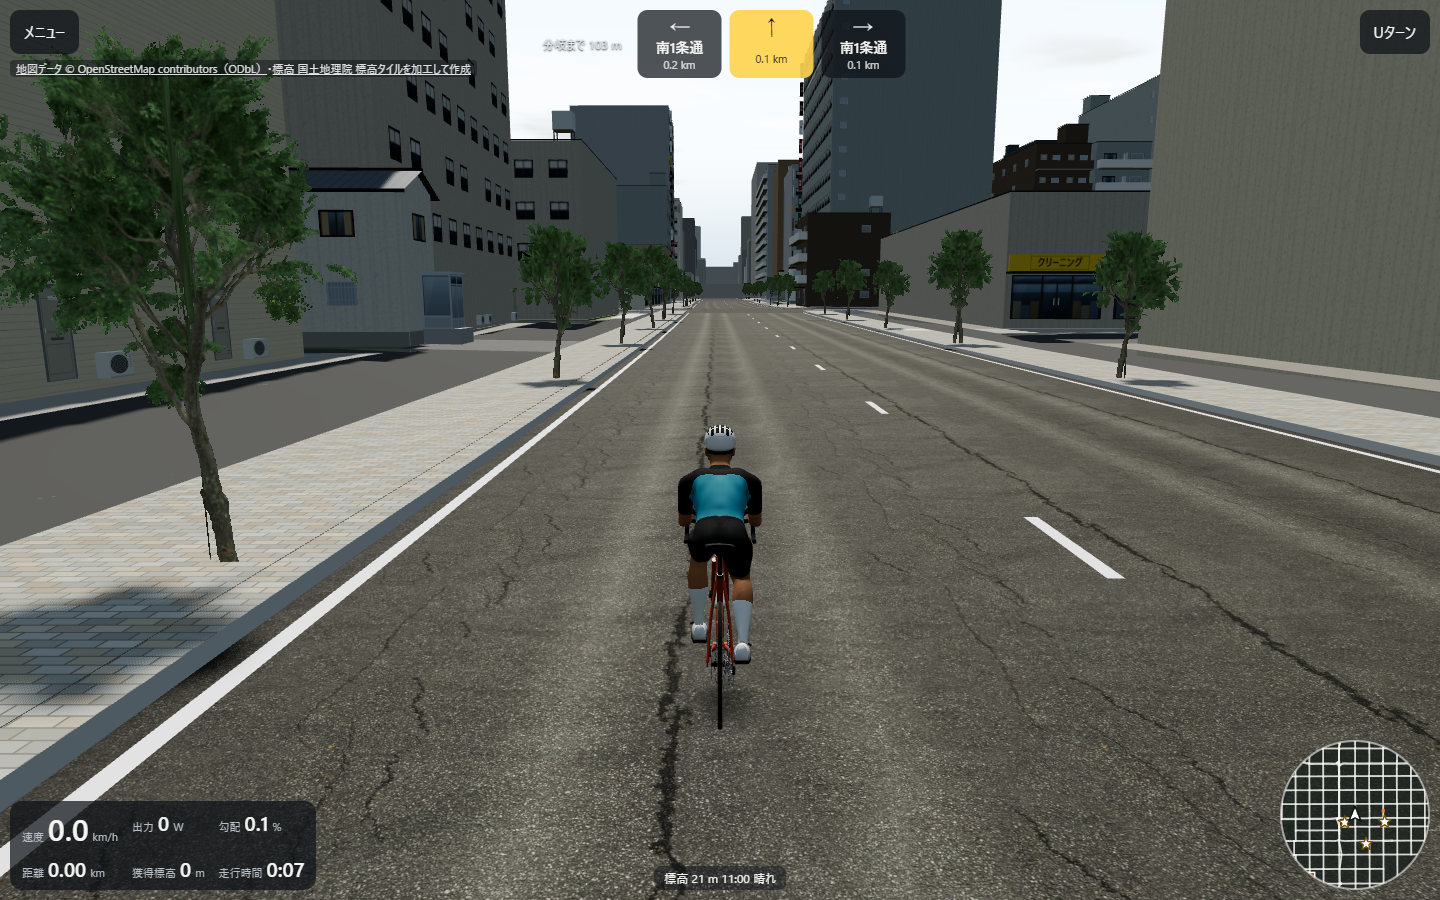 メニュー
地図データ © OpenStreetMap contributors（ODbL）・標高 国土地理院 標高タイルを加工して作成
分岐まで 103 m
←
南1条通
0.2 km
↑
0.1 km
→
南1条通
0.1 km
Uターン
クリーニング
速度 0.0 km/h
出力 0 W
勾配 0.1 %
距離 0.00 km
獲得標高 0 m
走行時間 0:07
標高 21 m 11:00 晴れ